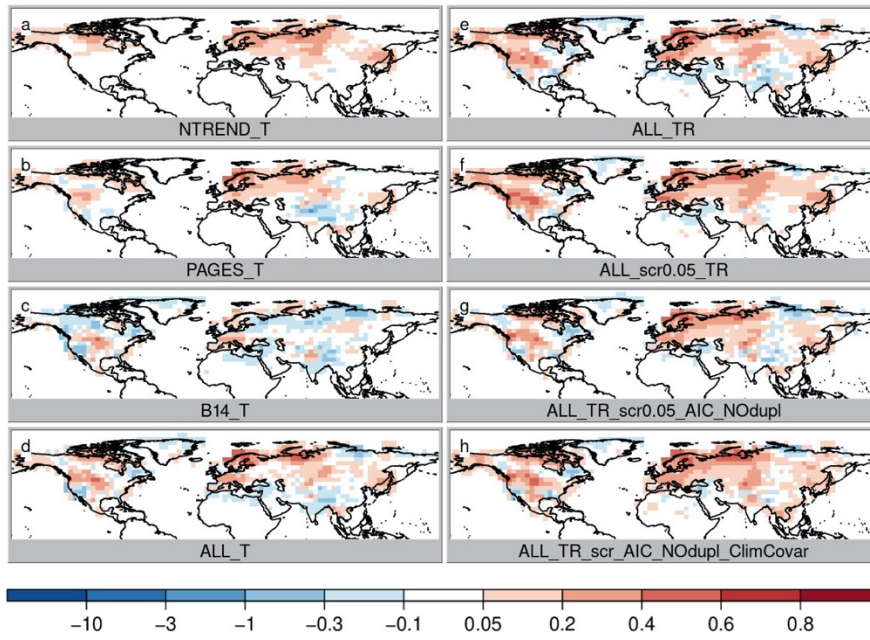 a
NTREND_T
b
PAGES_T
c
B14_T
d
ALL_T
e
ALL_TR
f
ALL_scr0.05_TR
g
ALL_TR_scr0.05_AIC_NOdupl
h
ALL_TR_scr_AIC_NOdupl_ClimCovar
−10 −3 −1 −0.3 −0.1 0.05 0.2 0.4 0.6 0.8